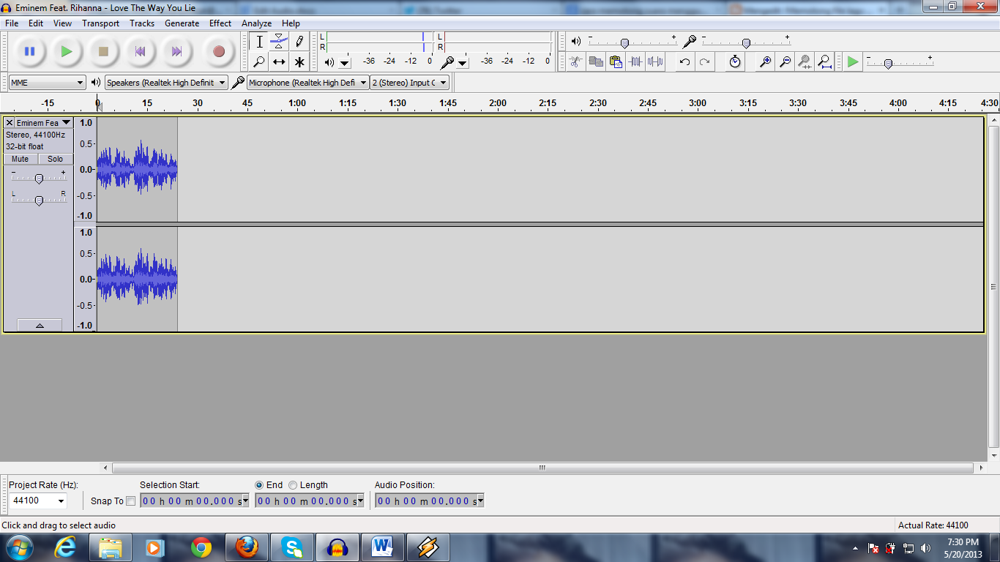 Eminem Feat. Rihanna - Love The Way You Lie
File Edit View Transport Tracks Generate Effect Analyze Help
L
R
-36 -24 -12 0
L
R
-36 -24 -12 0
- +
- +
- +
MME
Speakers (Realtek High Definit
Microphone (Realtek High Defi
2 (Stereo) Input C
-15 0 15 30 45 1:00 1:15 1:30 1:45 2:00 2:15 2:30 2:45 3:00 3:15 3:30 3:45 4:00 4:15 4:30
X Eminem Fea
Stereo, 44100Hz
32-bit float
Mute Solo
- +
L R
1.0
0.5
0.0
-0.5
-1.0
1.0
0.5
0.0
-0.5
-1.0
Project Rate (Hz):
44100
Snap To
Selection Start:
00 h 00 m 00.000 s
End Length
00 h 00 m 00.000 s
Audio Position:
00 h 00 m 00.000 s
Click and drag to select audio
Actual Rate: 44100
7:30 PM
5/20/2013